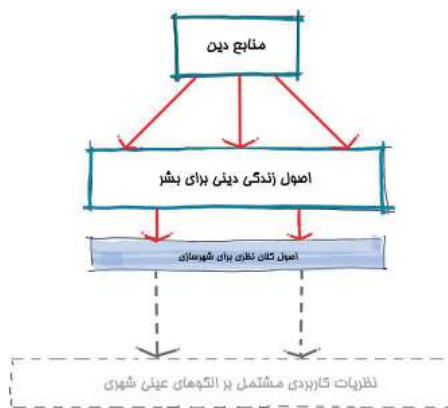 منابع دین
اصول زندگی دینی برای بشر
اصول کلان نظری برای شهرسازی
نظریات کاربردی مشتمل بر الگوهای عینی شهری